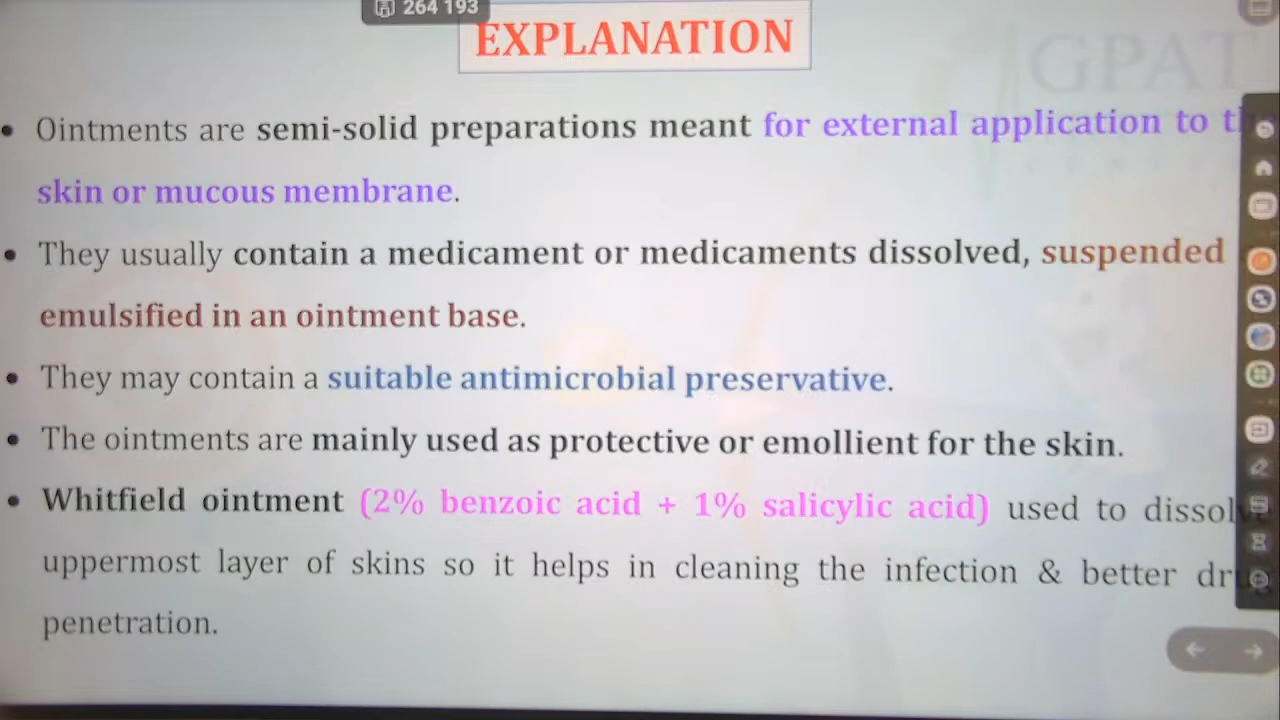 264 193
EXPLANATION
GPAT
• Ointments are semi-solid preparations meant for external application to
skin or mucous membrane.
• They usually contain a medicament or medicaments dissolved, suspended
emulsified in an ointment base.
• They may contain a suitable antimicrobial preservative.
• The ointments are mainly used as protective or emollient for the skin.
• Whitfield ointment (2% benzoic acid + 1% salicylic acid) used to
uppermost layer of skins so it helps in cleaning the infection & better
penetration.